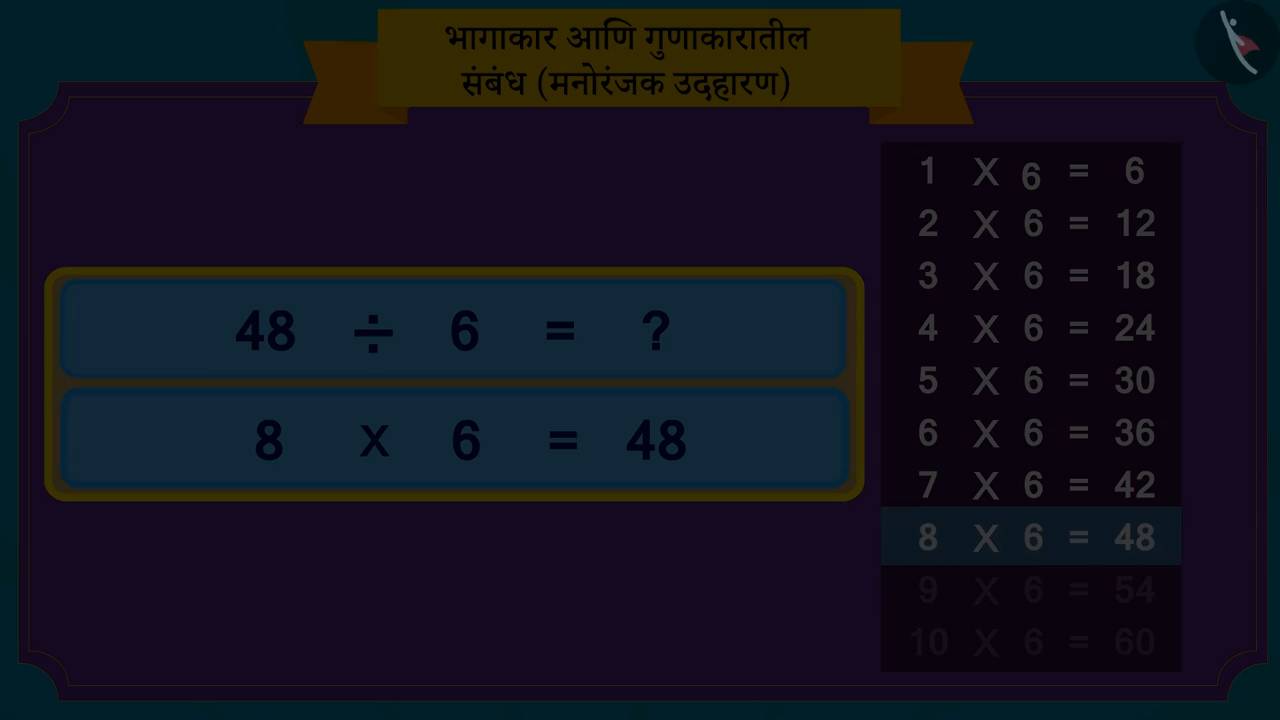 भागाकार आणि गुणाकारातील
संबंध (मनोरंजक उदहारण)
48 ÷ 6 = ?
8 x 6 = 48
1 X 6 = 6
2 X 6 = 12
3 X 6 = 18
4 X 6 = 24
5 X 6 = 30
6 X 6 = 36
7 X 6 = 42
8 X 6 = 48
9 X 6 = 54
10 X 6 = 60